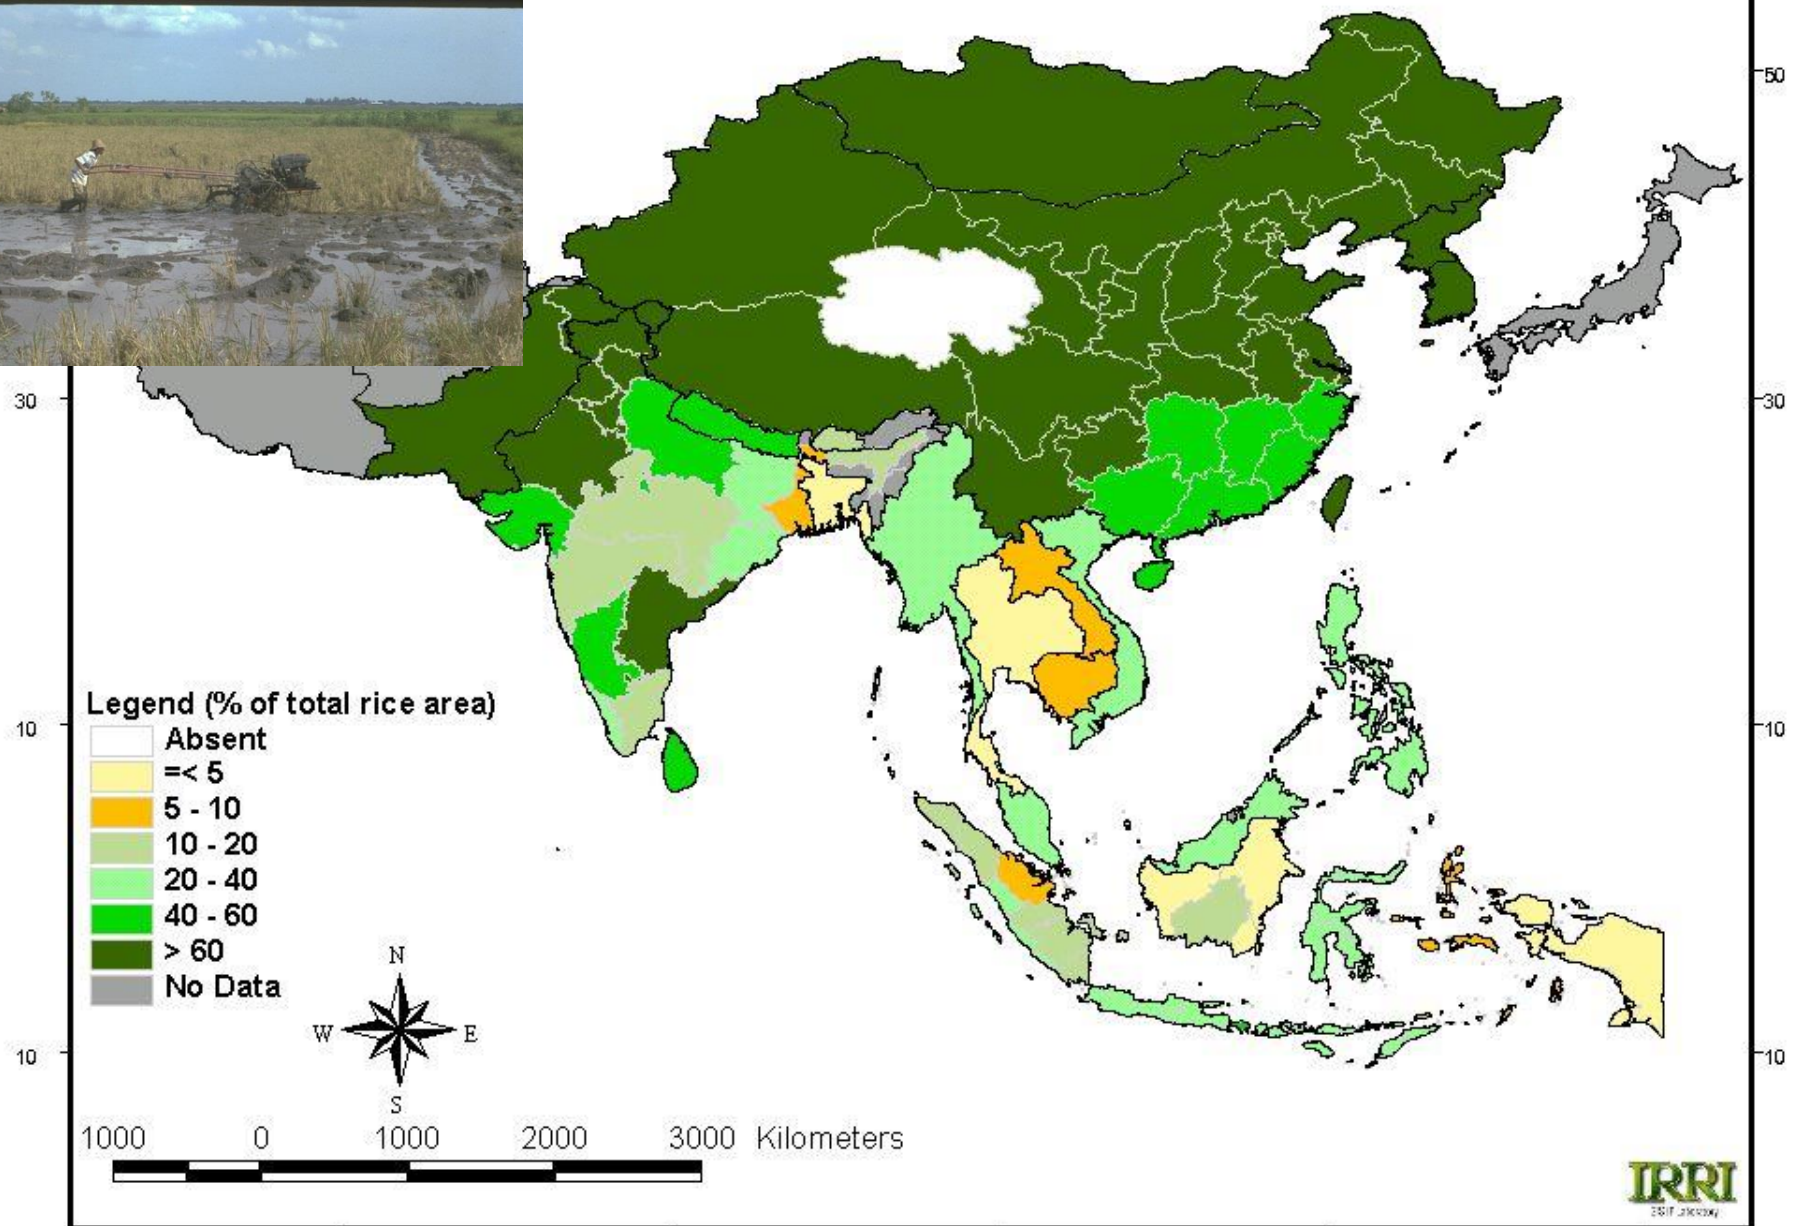 50
30
30
Legend (% of total rice area)
Absent
=< 5
5 - 10
10 - 20
20 - 40
40 - 60
> 60
No Data
10
10
N
W
E
S
10
10
1000 0 1000 2000 3000 Kilometers
IRRI